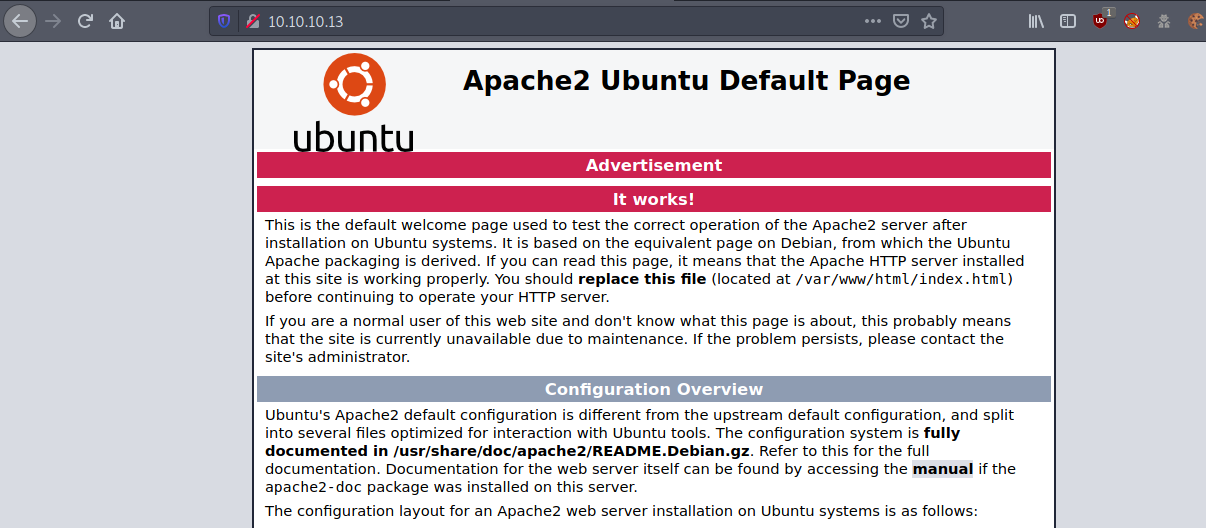 10.10.10.13
1
UD
Apache2 Ubuntu Default Page
ubuntu
Advertisement
It works!
This is the default welcome page used to test the correct operation of the Apache2 server after
installation on Ubuntu systems. It is based on the equivalent page on Debian, from which the Ubuntu
Apache packaging is derived. If you can read this page, it means that the Apache HTTP server installed
at this site is working properly. You should replace this file (located at /var/www/html/index.html)
before continuing to operate your HTTP server.
If you are a normal user of this web site and don't know what this page is about, this probably means
that the site is currently unavailable due to maintenance. If the problem persists, please contact the
site's administrator.
Configuration Overview
Ubuntu's Apache2 default configuration is different from the upstream default configuration, and split
into several files optimized for interaction with Ubuntu tools. The configuration system is fully
documented in /usr/share/doc/apache2/README.Debian.gz. Refer to this for the full
documentation. Documentation for the web server itself can be found by accessing the manual if the
apache2-doc package was installed on this server.
The configuration layout for an Apache2 web server installation on Ubuntu systems is as follows: